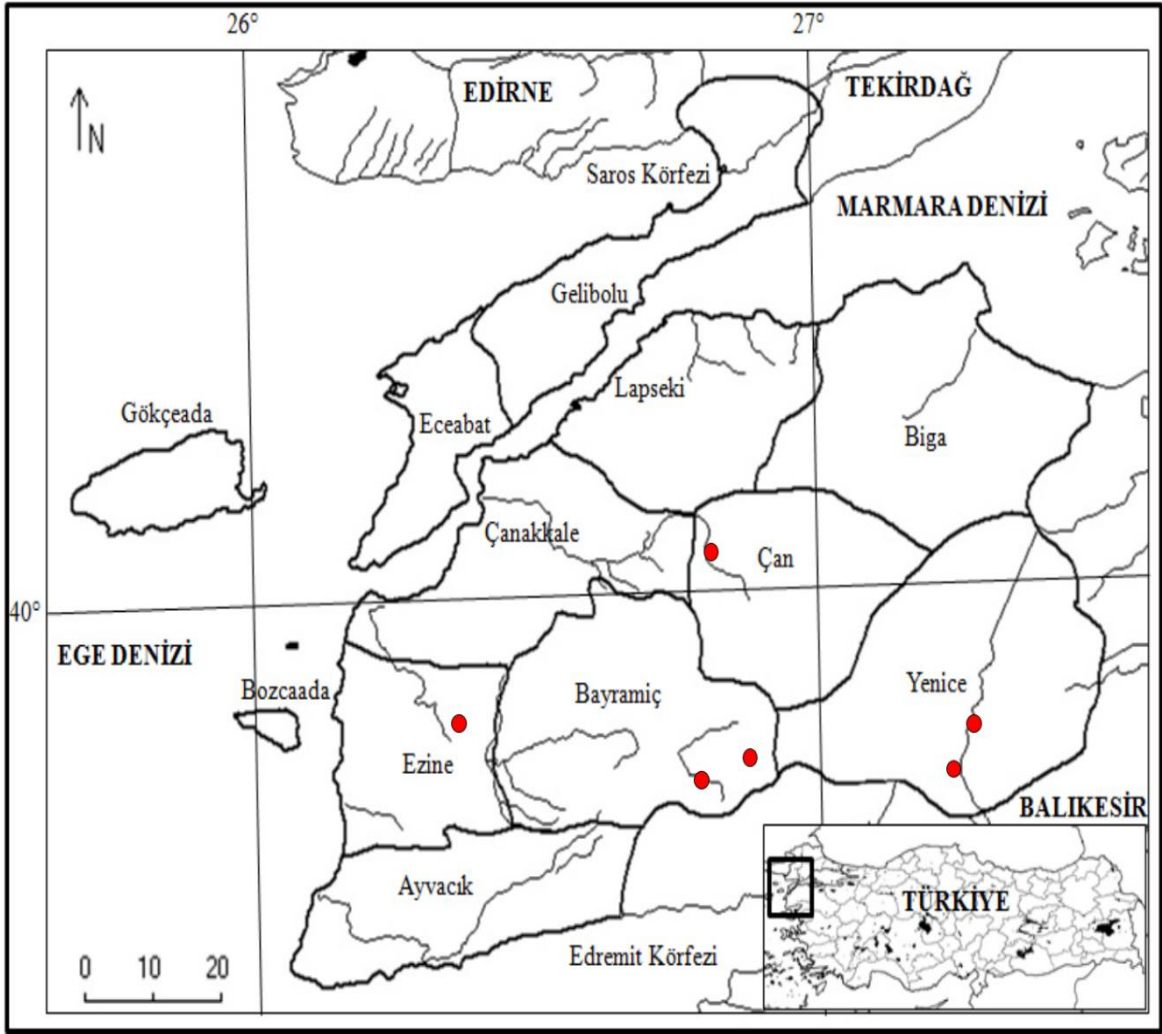 26°
27°
EDİRNE
TEKİRDAĞ
N
Saros Körfezi
MARMARA DENİZİ
Gelibolu
Lapseki
Gökçeada
Eceabat
Biga
Çanakkale
Çan
40°
EGE DENİZİ
Bozcaada
Bayramiç
Yenice
Ezine
BALIKESİR
Ayvacık
TÜRKİYE
Edremit Körfezi
0 10 20